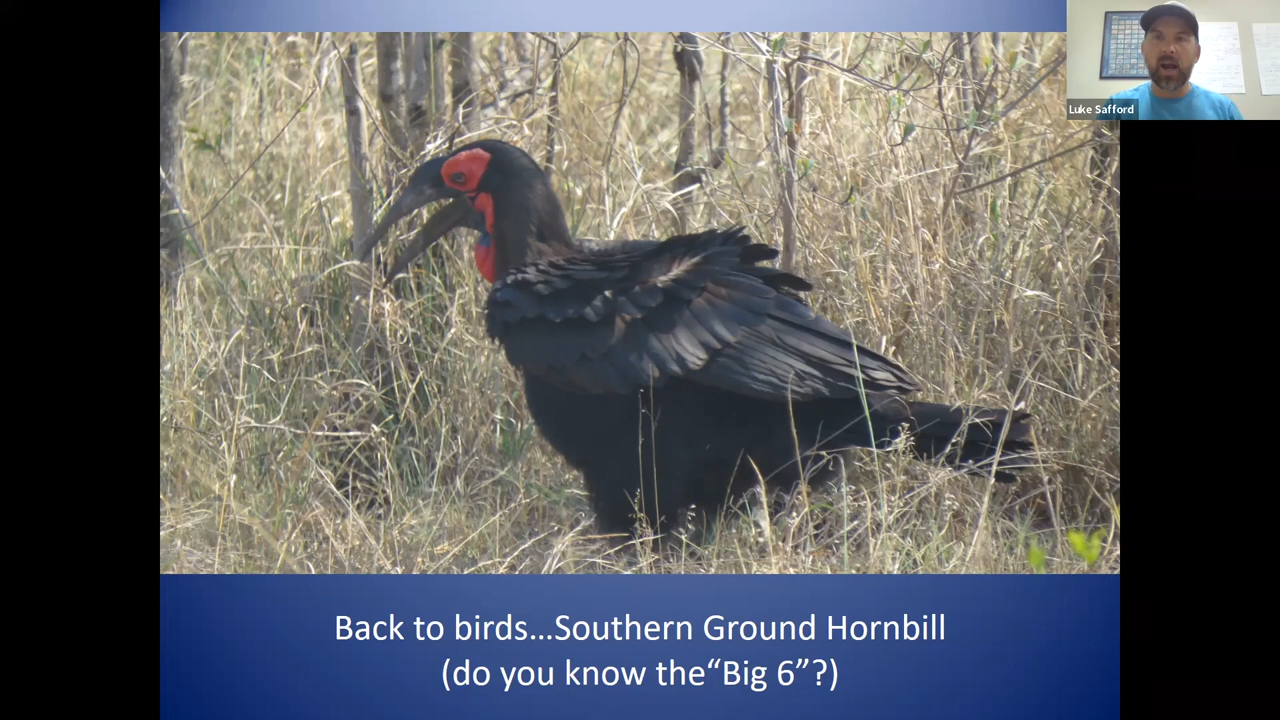 Luke Safford
Back to birds...Southern Ground Hornbill
(do you know the“Big 6”?)